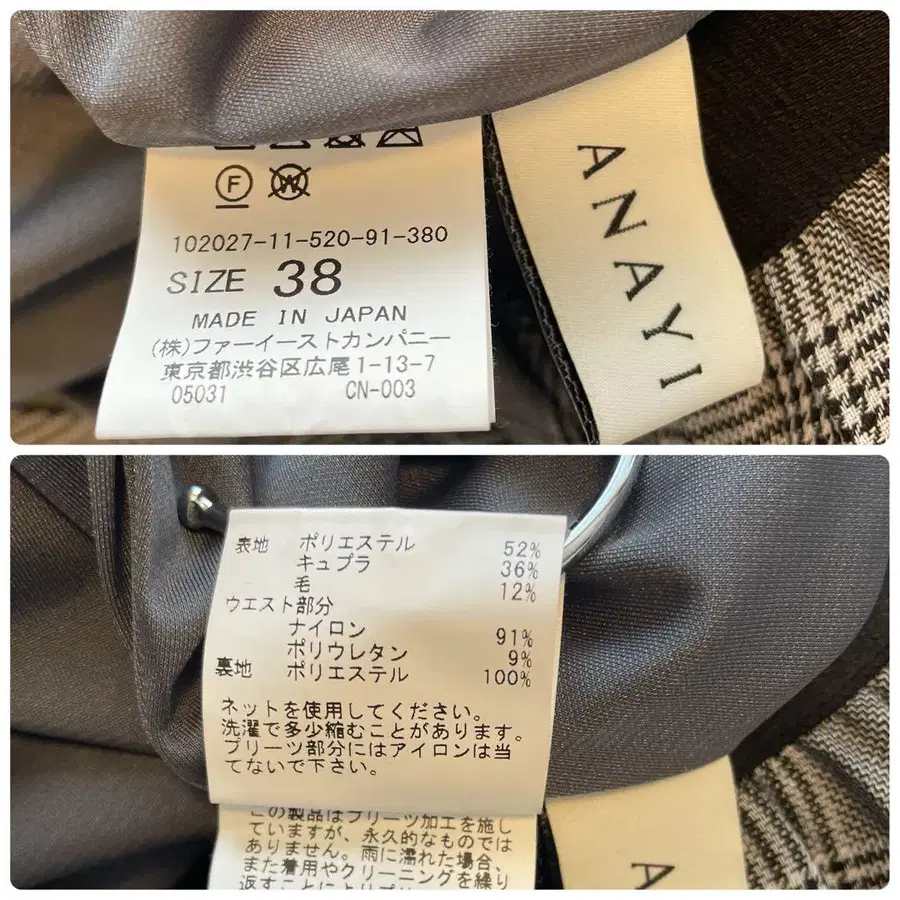 F
W
102027-11-520-91-380
SIZE 38
MADE IN JAPAN
(株)ファーイーストカンパニー
東京都渋谷区広尾1-13-7
05031 CN-003
ANAYI
表地 ポリエステル 52%
キュプラ 36%
毛 12%
ウエスト部分
ナイロン 91%
ポリウレタン 9%
裏地 ポリエステル 100%
ネットを使用してください。
洗濯で多少縮むことがあります。
プリーツ部分にはアイロンは当
てないで下さい。
この製品はプリーツ加工を施し
ていますが、永久的なものでは
ありません。雨に濡れた場合、
また着用やクリーニングを繰り
返すことに
A